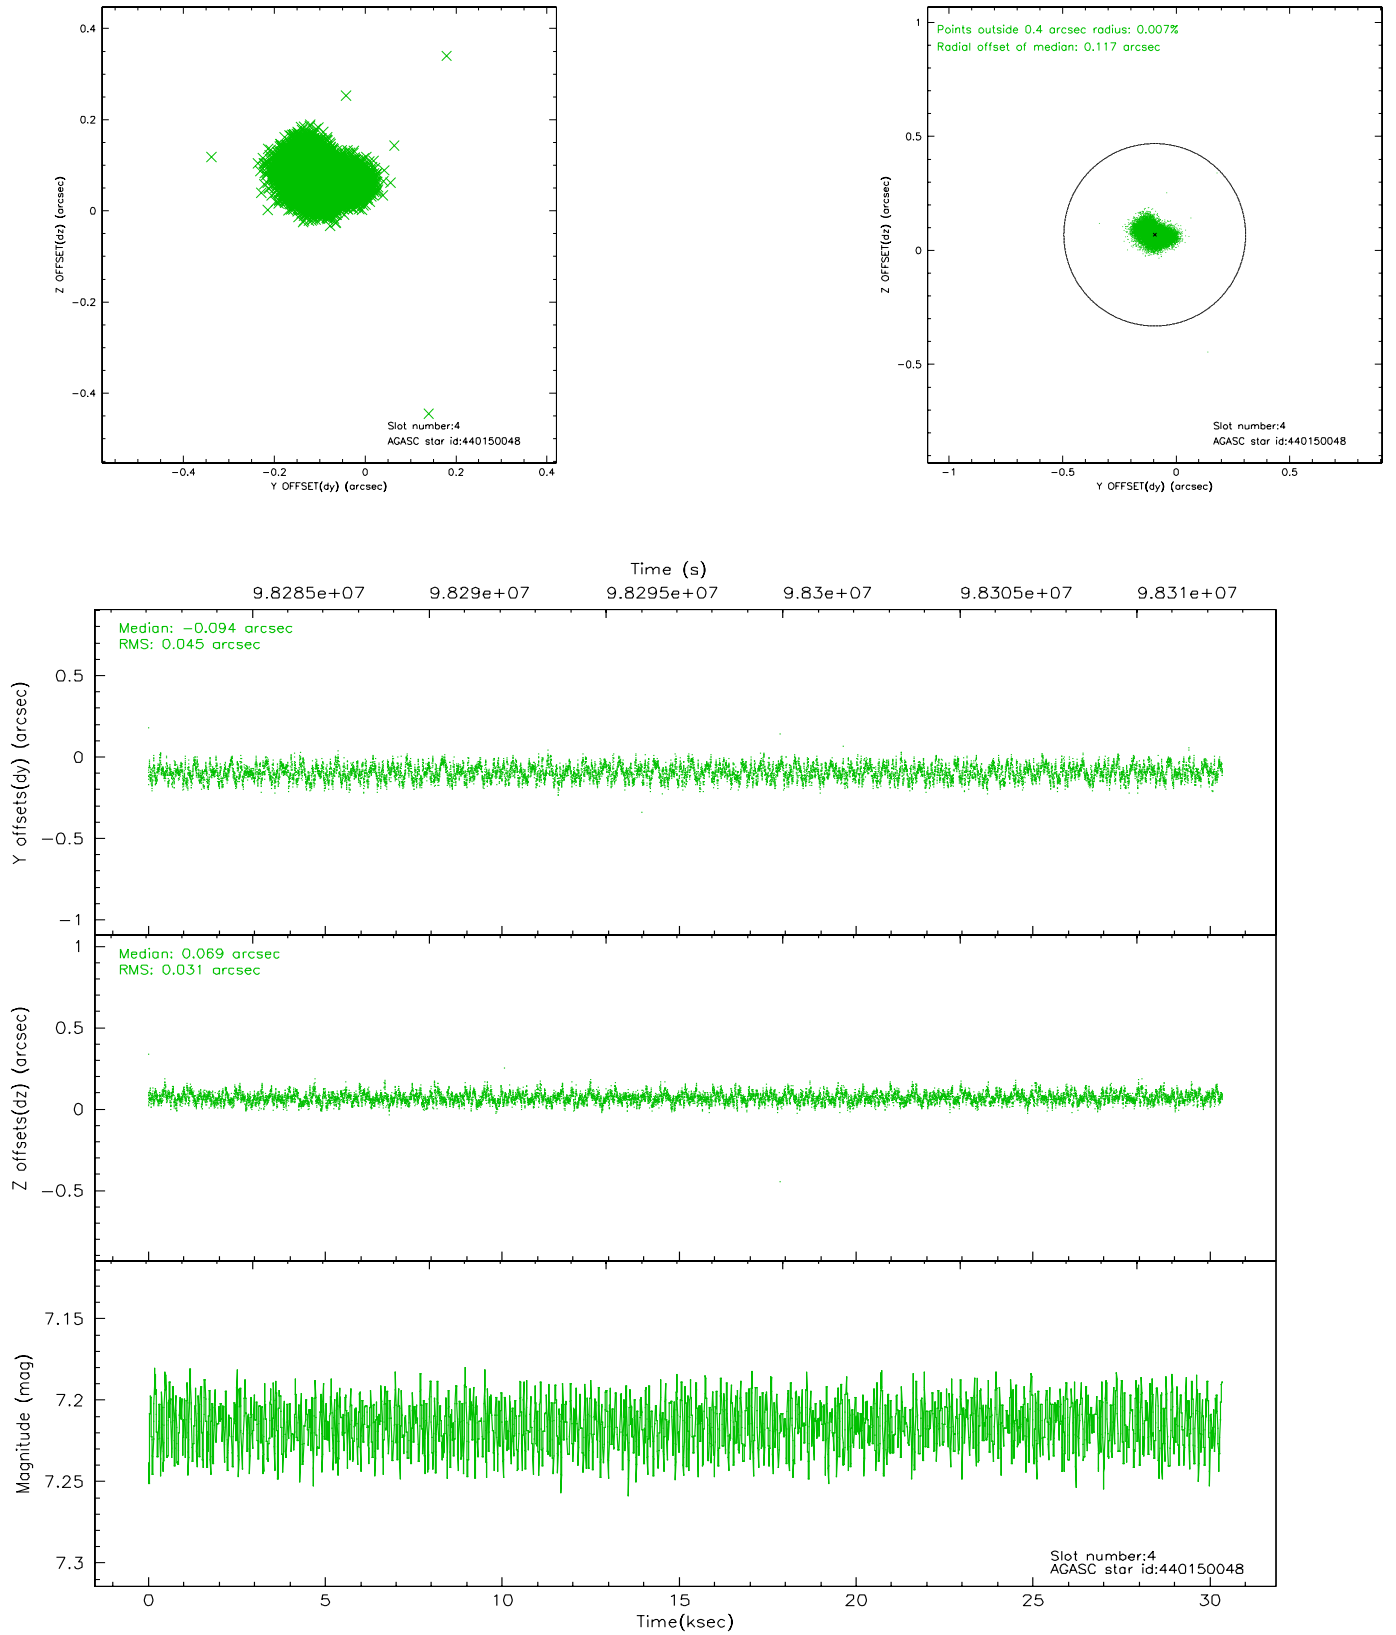 0.4
0.2
0
−0.2
−0.4
Z OFFSET(dz) (arcsec)
Slot number:4
AGASC star id:440150048
−0.4 −0.2 0 0.2 0.4
Y OFFSET(dy) (arcsec)
Points outside 0.4 arcsec radius: 0.007%
Radial offset of median: 0.117 arcsec
1
0.5
0
−0.5
Z OFFSET(dz) (arcsec)
Slot number:4
AGASC star id:440150048
−1 −0.5 0 0.5
Y OFFSET(dy) (arcsec)
Time (s)
9.8285e+07 9.829e+07 9.8295e+07 9.83e+07 9.8305e+07 9.831e+07
Median: −0.094 arcsec
RMS: 0.045 arcsec
0.5
0
−0.5
−1
Y offsets(dy) (arcsec)
Median: 0.069 arcsec
RMS: 0.031 arcsec
1
0.5
0
−0.5
Z offsets(dz) (arcsec)
7.15
7.2
7.25
7.3
Magnitude (mag)
Slot number:4
AGASC star id:440150048
0 5 10 15 20 25 30
Time(ksec)